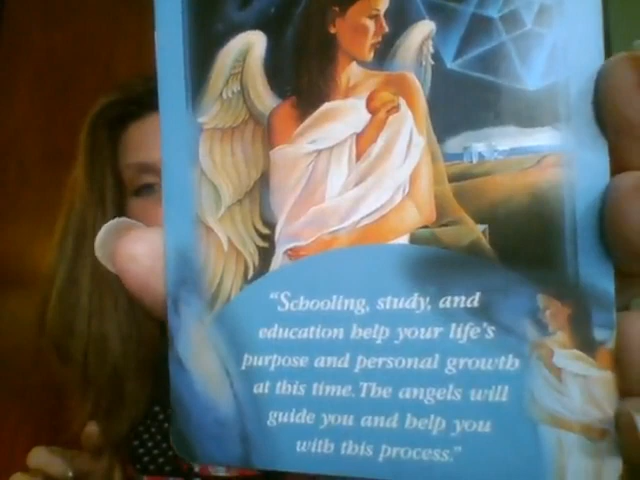 "Schooling, study, and
education help your life's
purpose and personal growth
at this time. The angels will
guide you and help you
with this process."